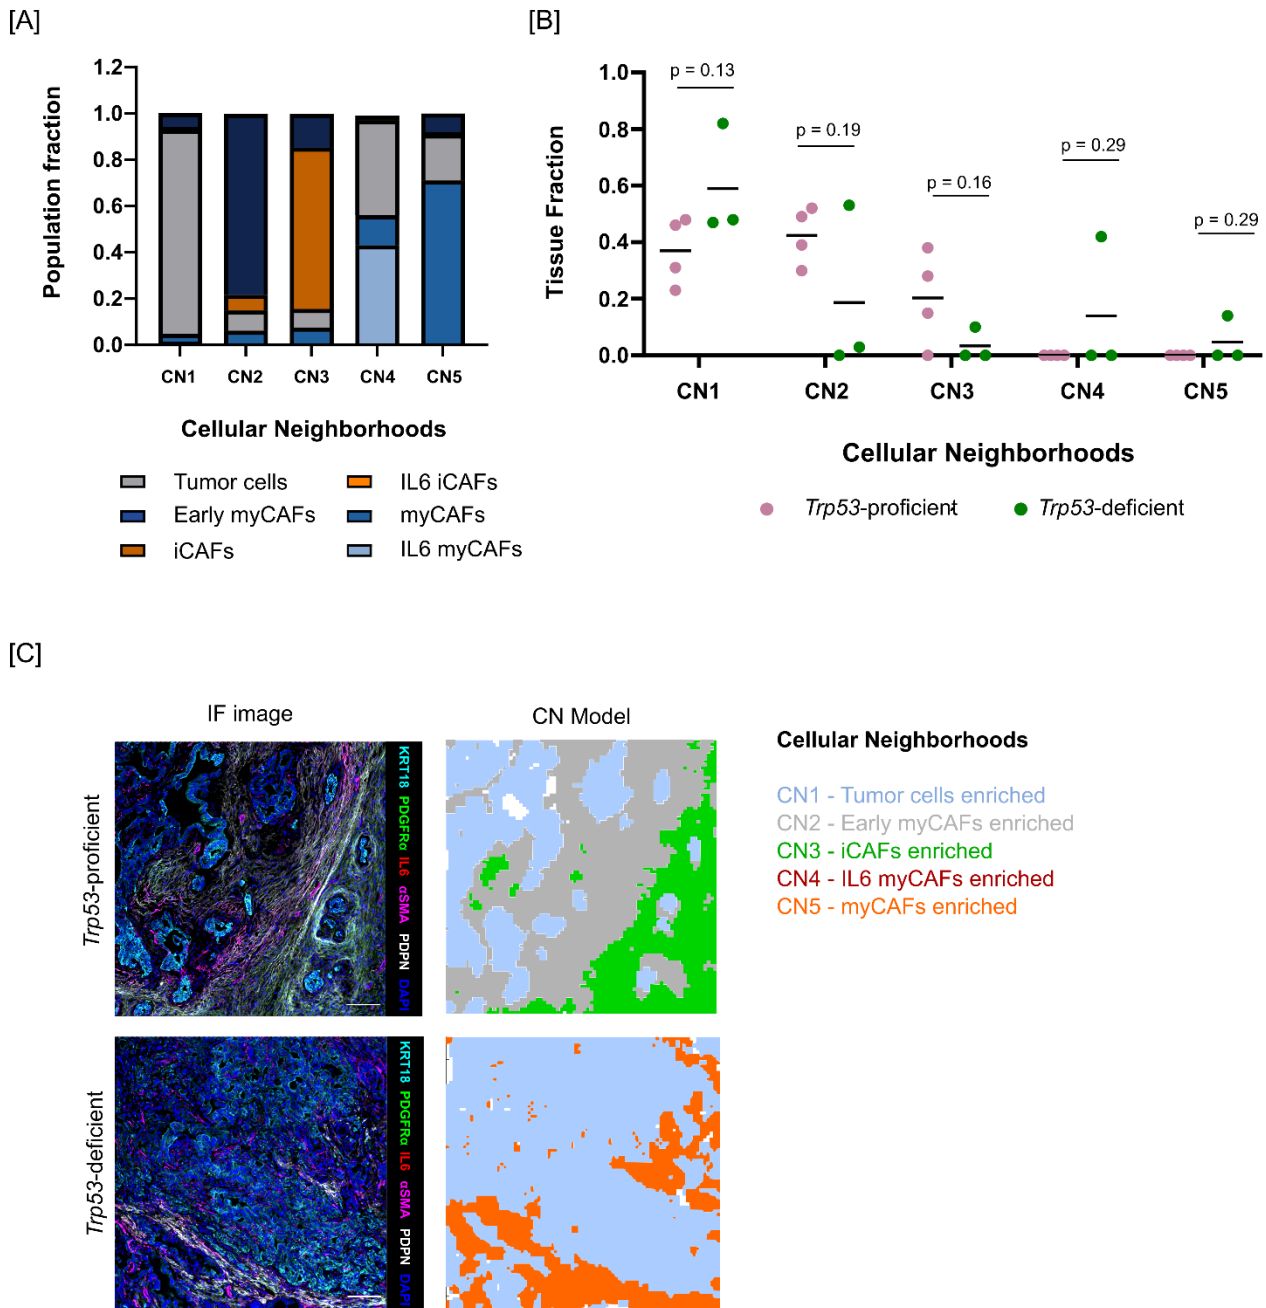 [A]
1.2
1.0
0.8
0.6
0.4
0.2
0.0
Population fraction
CN1 CN2 CN3 CN4 CN5
Cellular Neighborhoods
Tumor cells
Early myCAFs
iCAFs
IL6 iCAFs
myCAFs
IL6 myCAFs
[B]
1.0
0.8
0.6
0.4
0.2
0.0
Tissue Fraction
p = 0.13
p = 0.19
p = 0.16
p = 0.29
p = 0.29
CN1 CN2 CN3 CN4 CN5
Cellular Neighborhoods
Trp53-proficient
Trp53-deficient
[C]
IF image
CN Model
Trp53-proficient
KRT18 PDGFRα IL6 αSMA PDPN DAPI
Trp53-deficient
KRT18 PDGFRα IL6 αSMA PDPN DAPI
Cellular Neighborhoods
CN1 - Tumor cells enriched
CN2 - Early myCAFs enriched
CN3 - iCAFs enriched
CN4 - IL6 myCAFs enriched
CN5 - myCAFs enriched